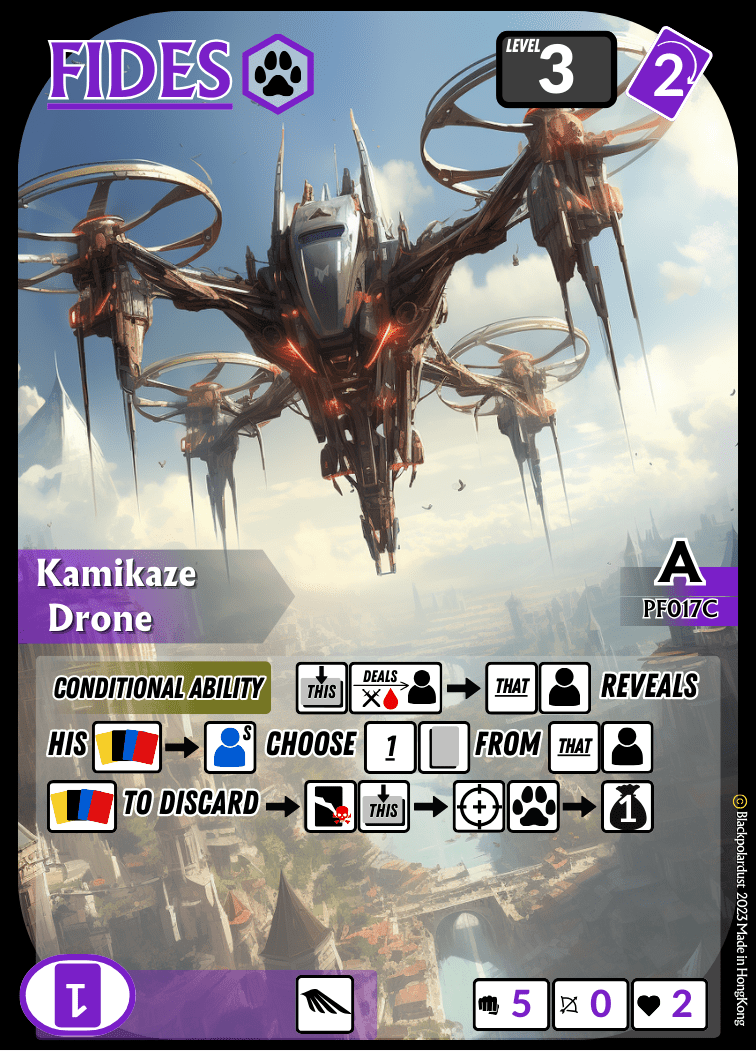 FIDES
LEVEL 3
2
Kamikaze
Drone
A
PF017C
CONDITIONAL ABILITY THIS DEALS THAT REVEALS
HIS S CHOOSE 1 FROM THAT
TO DISCARD THIS 1
1
5 0 2
© Blackpolardust 2023 Made in HongKong